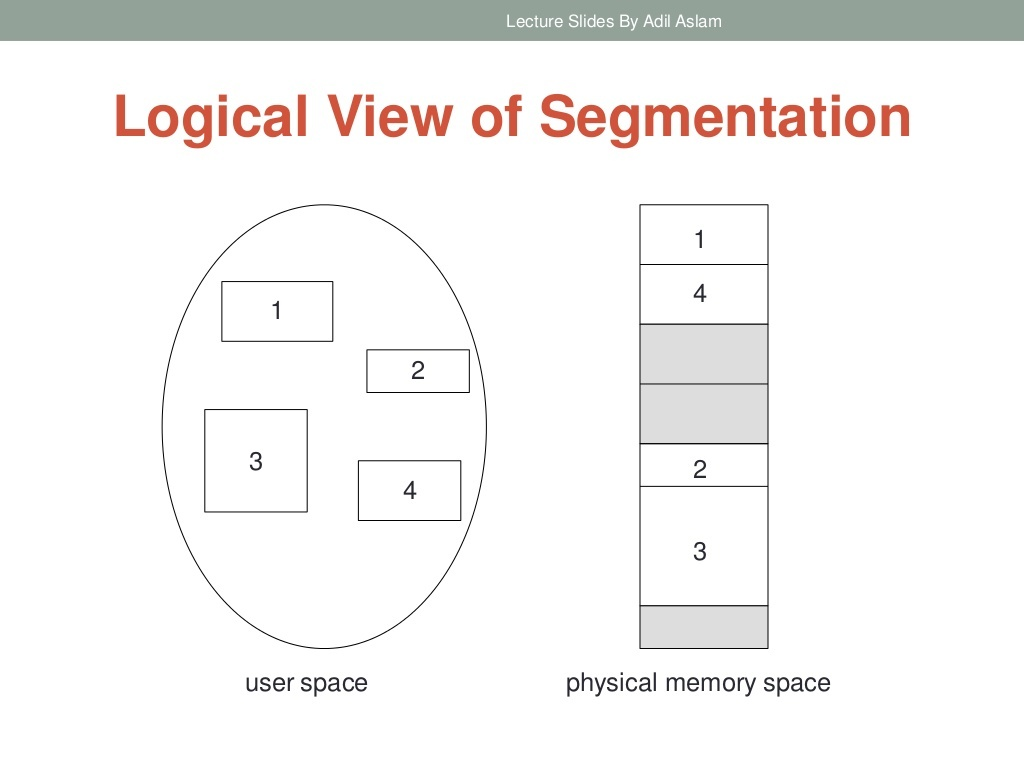 Lecture Slides By Adil Aslam
Logical View of Segmentation
1
2
3
4
user space
1
4
2
3
physical memory space